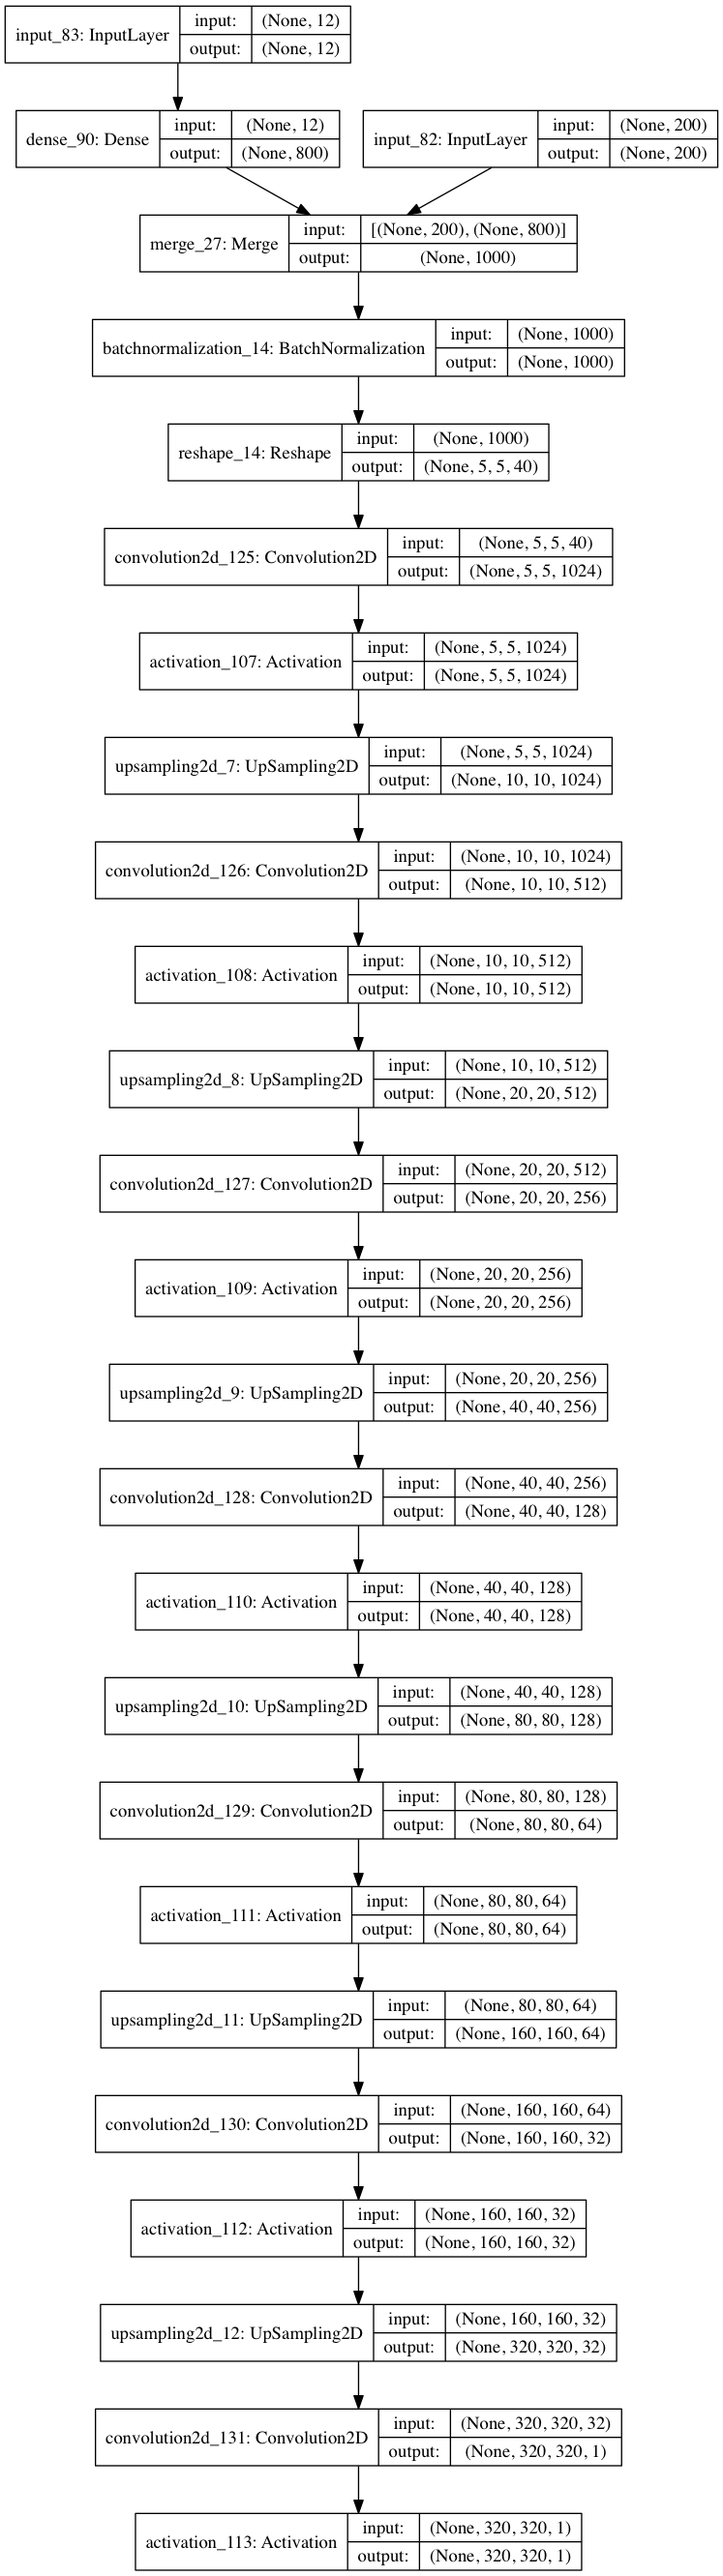 input_83: InputLayer
input: (None, 12)
output: (None, 12)
dense_90: Dense
input: (None, 12)
output: (None, 800)
input_82: InputLayer
input: (None, 200)
output: (None, 200)
merge_27: Merge
input: [(None, 200), (None, 800)]
output: (None, 1000)
batchnormalization_14: BatchNormalization
input: (None, 1000)
output: (None, 1000)
reshape_14: Reshape
input: (None, 1000)
output: (None, 5, 5, 40)
convolution2d_125: Convolution2D
input: (None, 5, 5, 40)
output: (None, 5, 5, 1024)
activation_107: Activation
input: (None, 5, 5, 1024)
output: (None, 5, 5, 1024)
upsampling2d_7: UpSampling2D
input: (None, 5, 5, 1024)
output: (None, 10, 10, 1024)
convolution2d_126: Convolution2D
input: (None, 10, 10, 1024)
output: (None, 10, 10, 512)
activation_108: Activation
input: (None, 10, 10, 512)
output: (None, 10, 10, 512)
upsampling2d_8: UpSampling2D
input: (None, 10, 10, 512)
output: (None, 20, 20, 512)
convolution2d_127: Convolution2D
input: (None, 20, 20, 512)
output: (None, 20, 20, 256)
activation_109: Activation
input: (None, 20, 20, 256)
output: (None, 20, 20, 256)
upsampling2d_9: UpSampling2D
input: (None, 20, 20, 256)
output: (None, 40, 40, 256)
convolution2d_128: Convolution2D
input: (None, 40, 40, 256)
output: (None, 40, 40, 128)
activation_110: Activation
input: (None, 40, 40, 128)
output: (None, 40, 40, 128)
upsampling2d_10: UpSampling2D
input: (None, 40, 40, 128)
output: (None, 80, 80, 128)
convolution2d_129: Convolution2D
input: (None, 80, 80, 128)
output: (None, 80, 80, 64)
activation_111: Activation
input: (None, 80, 80, 64)
output: (None, 80, 80, 64)
upsampling2d_11: UpSampling2D
input: (None, 80, 80, 64)
output: (None, 160, 160, 64)
convolution2d_130: Convolution2D
input: (None, 160, 160, 64)
output: (None, 160, 160, 32)
activation_112: Activation
input: (None, 160, 160, 32)
output: (None, 160, 160, 32)
upsampling2d_12: UpSampling2D
input: (None, 160, 160, 32)
output: (None, 320, 320, 32)
convolution2d_131: Convolution2D
input: (None, 320, 320, 32)
output: (None, 320, 320, 1)
activation_113: Activation
input: (None, 320, 320, 1)
output: (None, 320, 320, 1)